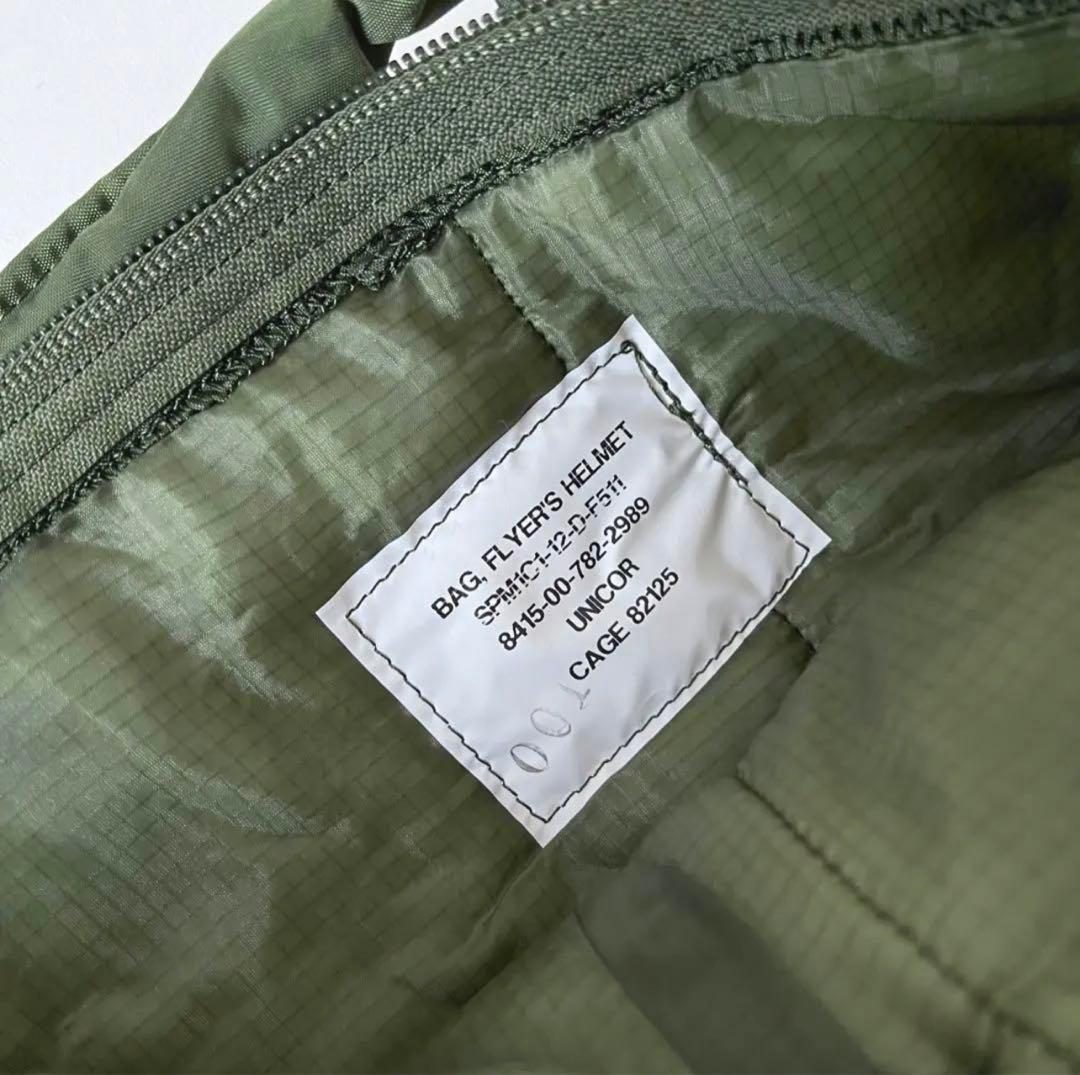 BAG, FLYER'S HELMET
SPM1C1-12-D-F511
8415-00-782-2989
UNICOR
CAGE 82125
001